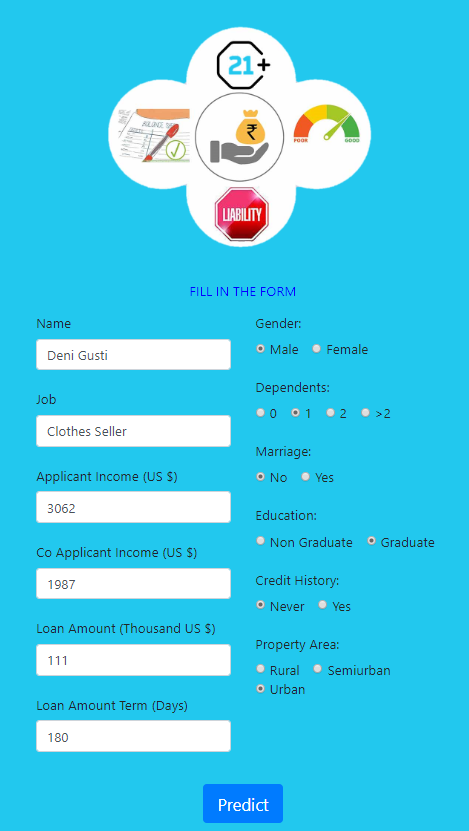 21+
BALANCE SHEET
₹
POOR
GOOD
LIABILITY
FILL IN THE FORM
Name
Deni Gusti
Job
Clothes Seller
Applicant Income (US $)
3062
Co Applicant Income (US $)
1987
Loan Amount (Thousand US $)
111
Loan Amount Term (Days)
180
Gender:
Male Female
Dependents:
0 1 2 >2
Marriage:
No Yes
Education:
Non Graduate Graduate
Credit History:
Never Yes
Property Area:
Rural Semiurban
Urban
Predict